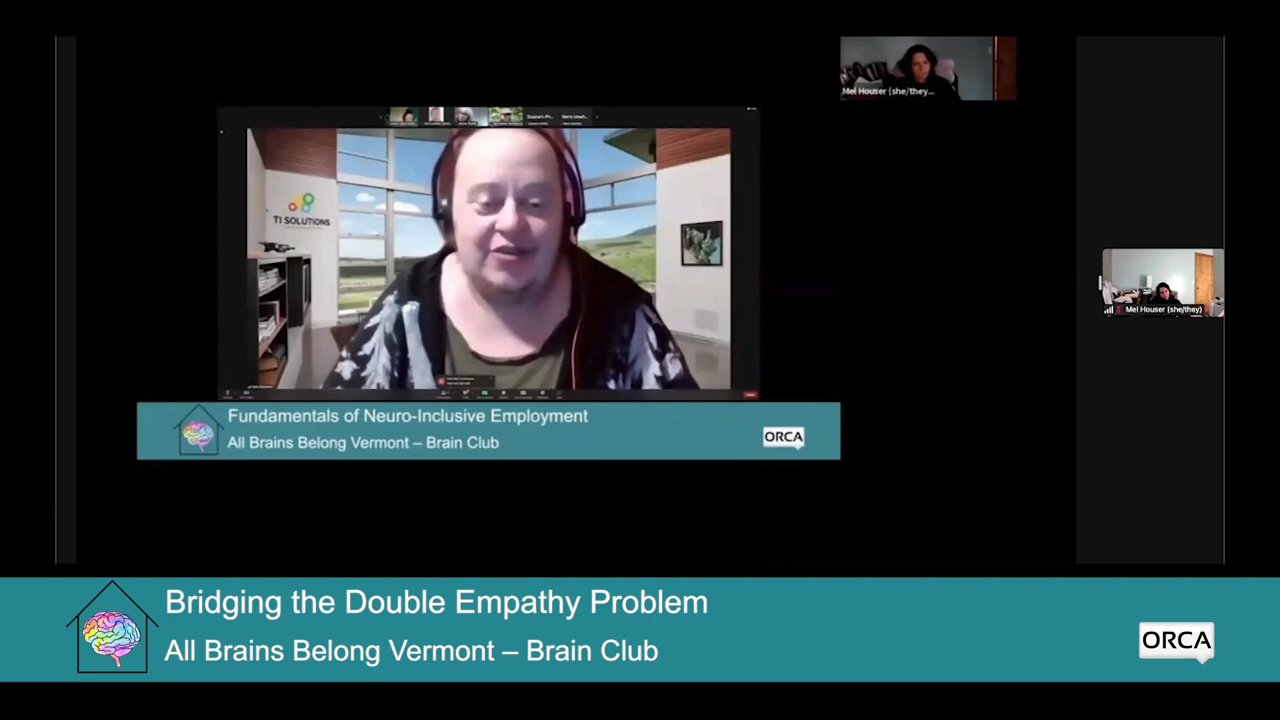 Mel Houser (she/they...
TI SOLUTIONS
Mel Houser (she/they)
Fundamentals of Neuro-Inclusive Employment
All Brains Belong Vermont – Brain Club
ORCA
Bridging the Double Empathy Problem
All Brains Belong Vermont – Brain Club
ORCA